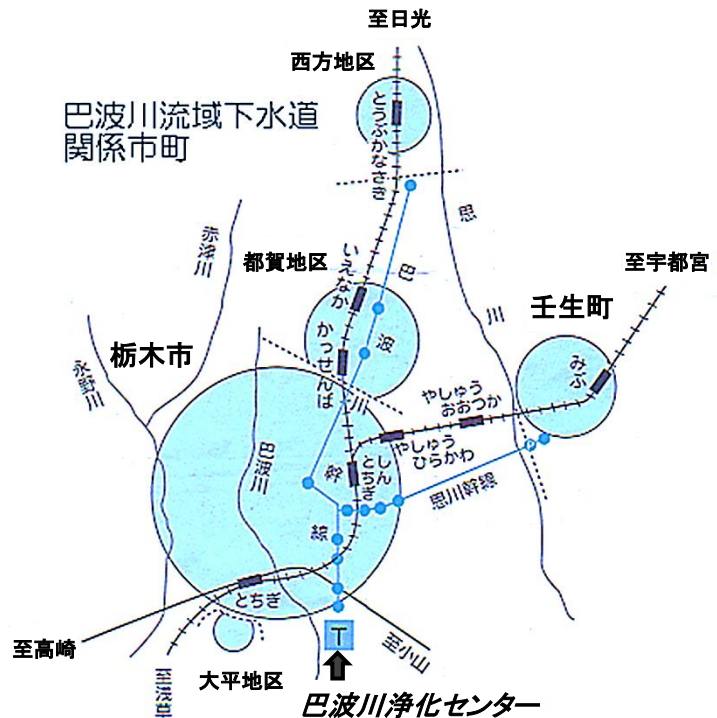 至日光
西方地区
とうぶかなさき
巴波川流域下水道
関係市町
思川
赤津川
都賀地区
いえなか
巴波川幹線
至宇都宮
壬生町
みぶ
栃木市
永野川
かっせんば
やしゅう
おおつか
やしゅう
ひらかわ
しん
とちぎ
巴波川
思川幹線
P
とちぎ
T
至高崎
至小山
大平地区
至浅草
巴波川浄化センター